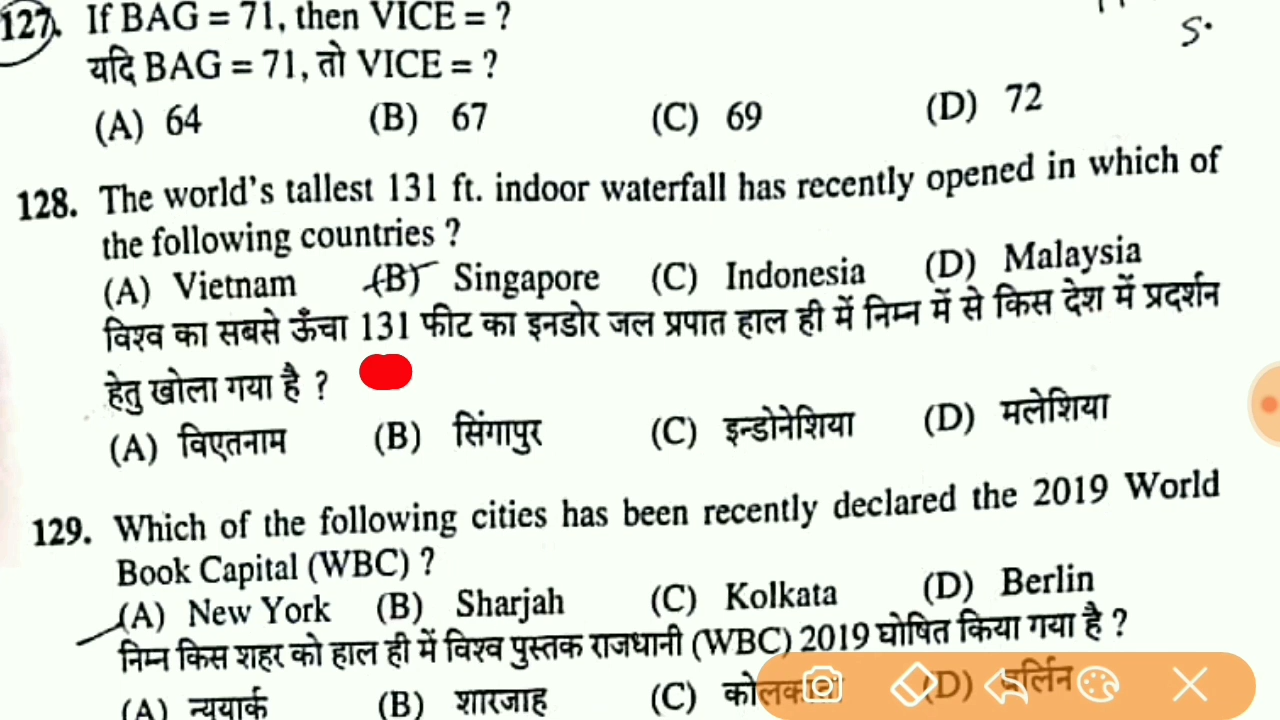 127. If BAG = 71, then VICE = ?
यदि BAG = 71, तो VICE = ?
(A) 64 (B) 67 (C) 69 (D) 72
128. The world's tallest 131 ft. indoor waterfall has recently opened in which of
the following countries ?
(A) Vietnam (B) Singapore (C) Indonesia (D) Malaysia
विश्व का सबसे ऊँचा 131 फीट का इनडोर जल प्रपात हाल ही में निम्न में से किस देश में प्रदर्शन
हेतु खोला गया है ?
(A) विएतनाम (B) सिंगापुर (C) इन्डोनेशिया (D) मलेशिया
129. Which of the following cities has been recently declared the 2019 World
Book Capital (WBC) ?
(A) New York (B) Sharjah (C) Kolkata (D) Berlin
निम्न किस शहर को हाल ही में विश्व पुस्तक राजधानी (WBC) 2019 घोषित किया गया है ?
(A) न्यूयार्क (B) शारजाह (C) (D) बर्लिन